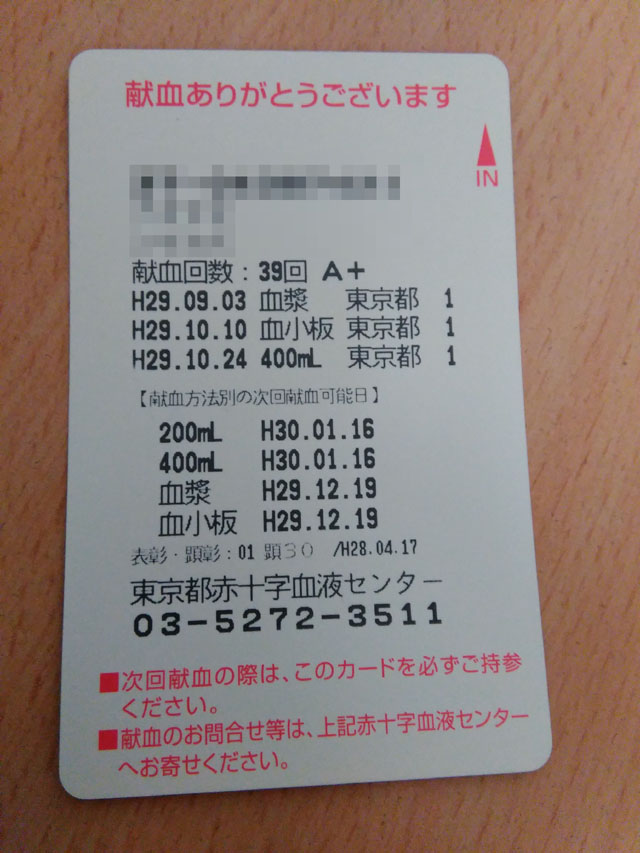 献血ありがとうございます
IN
献血回数：39回 A+
H29.09.03 血漿 東京都 1
H29.10.10 血小板 東京都 1
H29.10.24 400mL 東京都 1
【献血方法別の次回献血可能日】
200mL H30.01.16
400mL H30.01.16
血漿 H29.12.19
血小板 H29.12.19
表彰・顕彰：01 顕30 /H28.04.17
東京都赤十字血液センター
03-5272-3511
■次回献血の際は、このカードを必ずご持参
ください。
■献血のお問合せ等は、上記赤十字血液センター
へお寄せください。